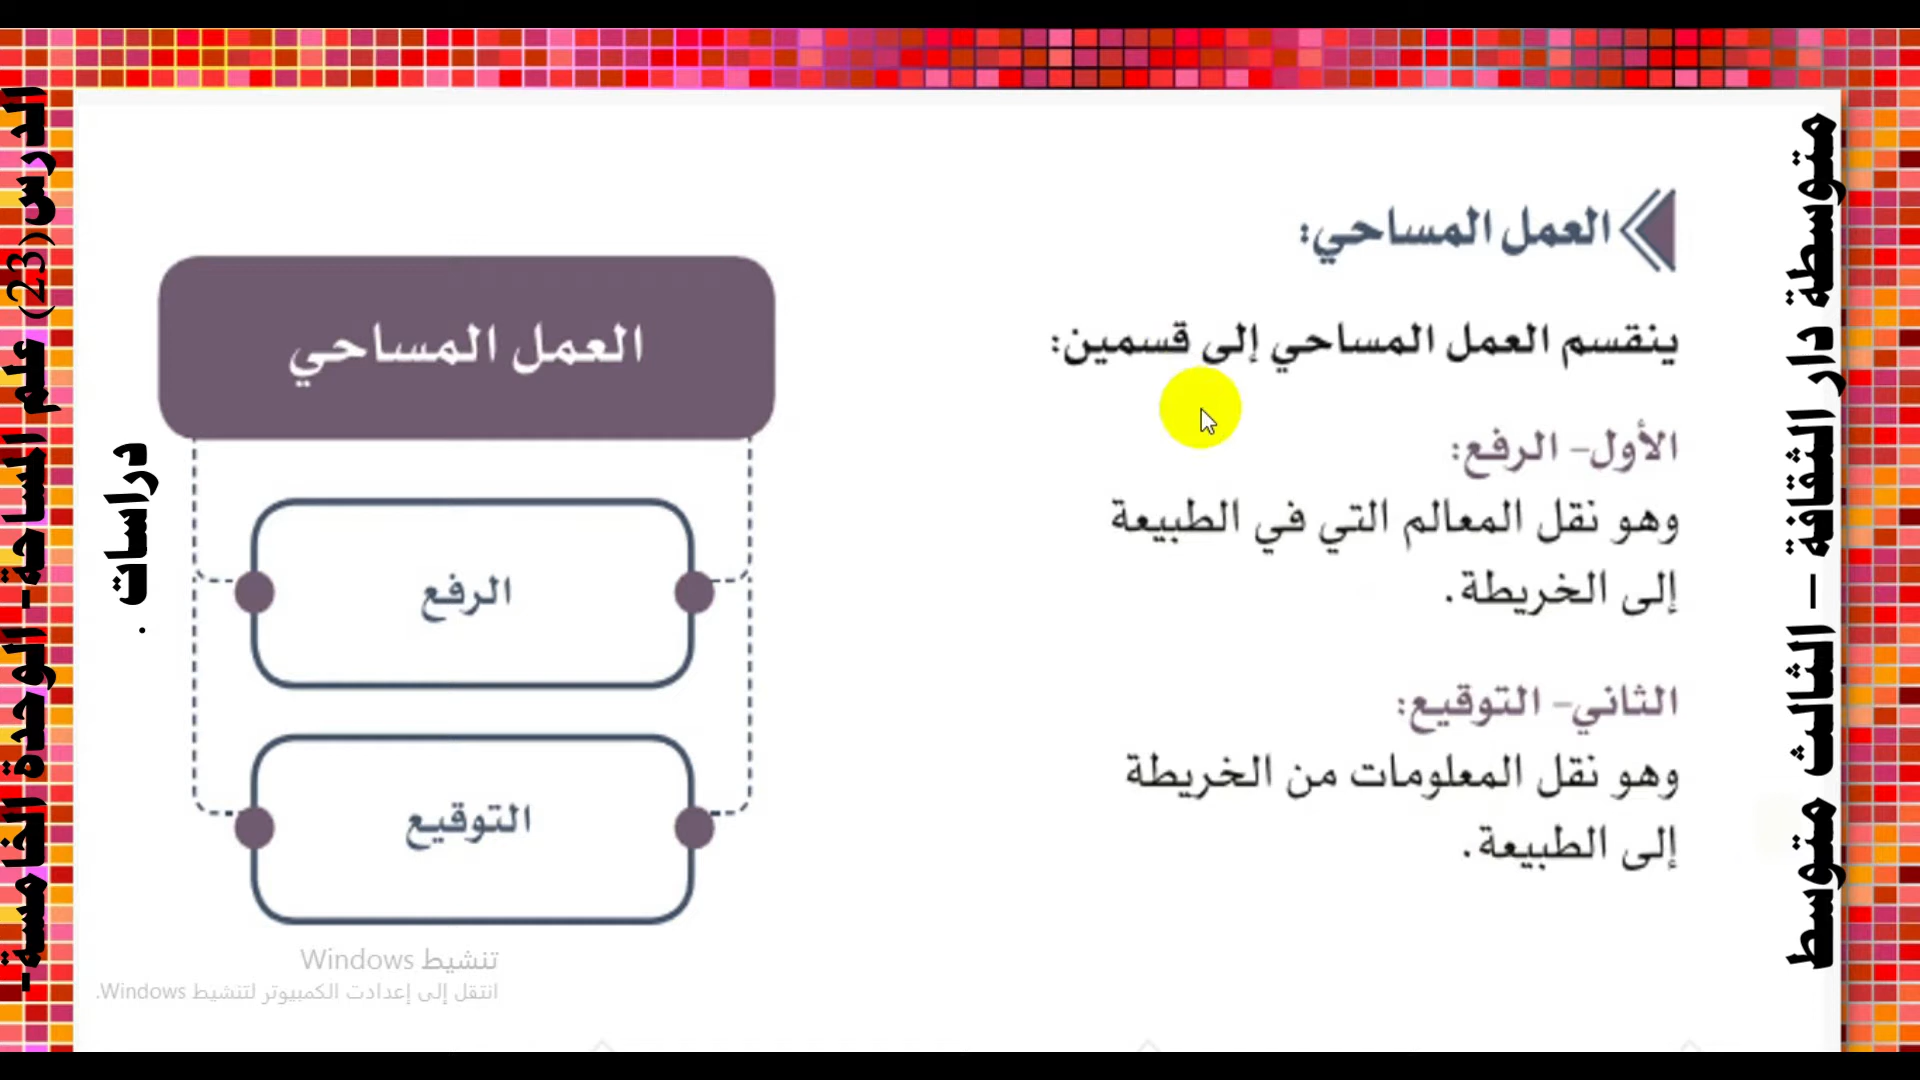 العمل المساحي:
ينقسم العمل المساحي إلى قسمين:
الأول- الرفع:
وهو نقل المعالم التي في الطبيعة
إلى الخريطة.
الثاني- التوقيع:
وهو نقل المعلومات من الخريطة
إلى الطبيعة.
العمل المساحي
الرفع
التوقيع
متوسطة دار الثقافة – الثالث متوسط
الدرس(23) علم المساحة- الوحدة الخامسة-
دراسات .
تنشيط Windows
انتقل إلى إعدادت الكمبيوتر لتنشيط Windows.